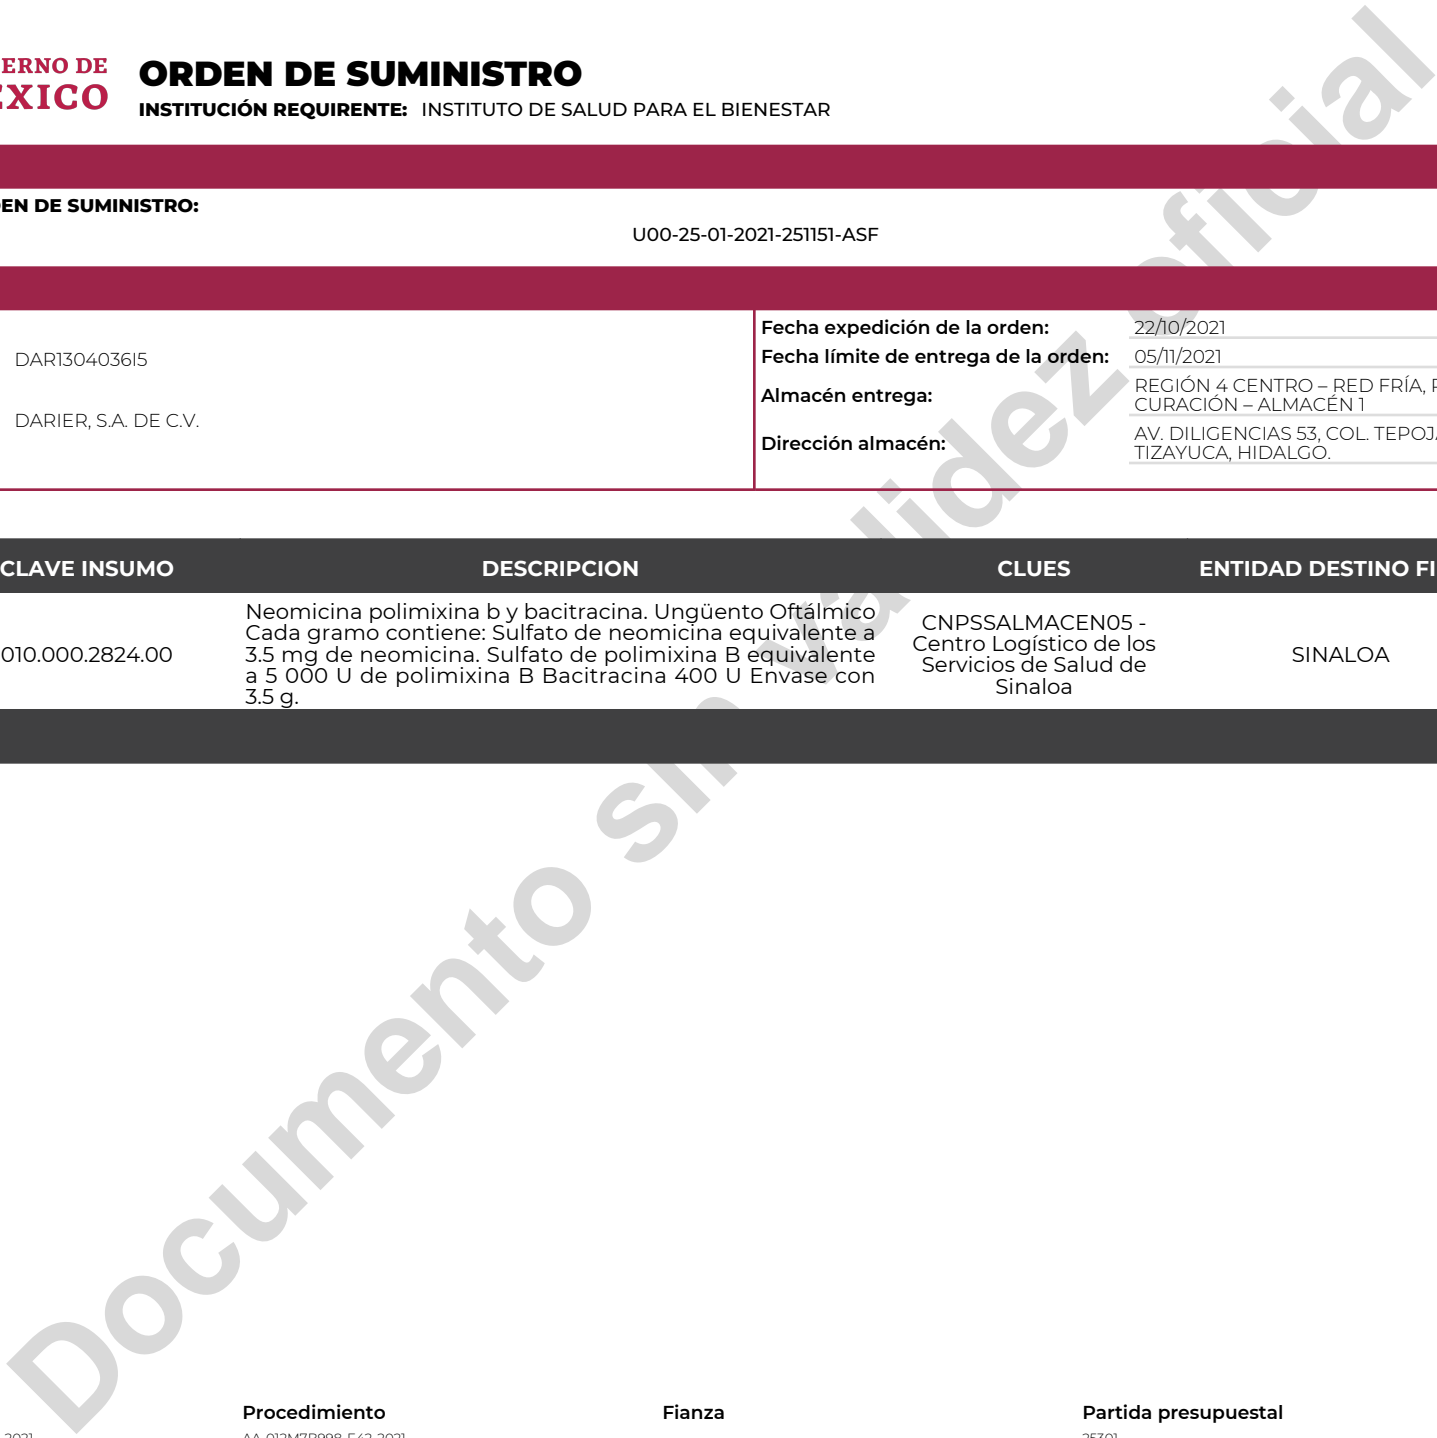 ERNO DE
ÉXICO
ORDEN DE SUMINISTRO
INSTITUCIÓN REQUIRENTE: INSTITUTO DE SALUD PARA EL BIENESTAR
EN DE SUMINISTRO:
U00-25-01-2021-251151-ASF
DAR1304036I5
DARIER, S.A. DE C.V.
Fecha expedición de la orden: 22/10/2021
Fecha límite de entrega de la orden: 05/11/2021
Almacén entrega: REGIÓN 4 CENTRO – RED FRÍA,
CURACIÓN – ALMACÉN 1
Dirección almacén: AV. DILIGENCIAS 53, COL. TEPOJ
TIZAYUCA, HIDALGO.
CLAVE INSUMO DESCRIPCION CLUES ENTIDAD DESTINO FI
010.000.2824.00
Neomicina polimixina b y bacitracina. Ungüento Oftálmico
Cada gramo contiene: Sulfato de neomicina equivalente a
3.5 mg de neomicina. Sulfato de polimixina B equivalente
a 5 000 U de polimixina B Bacitracina 400 U Envase con
3.5 g.
CNPSSALMACEN05 -
Centro Logístico de los
Servicios de Salud de
Sinaloa
SINALOA
Documento sin validez oficial
Procedimiento Fianza Partida presupuestal